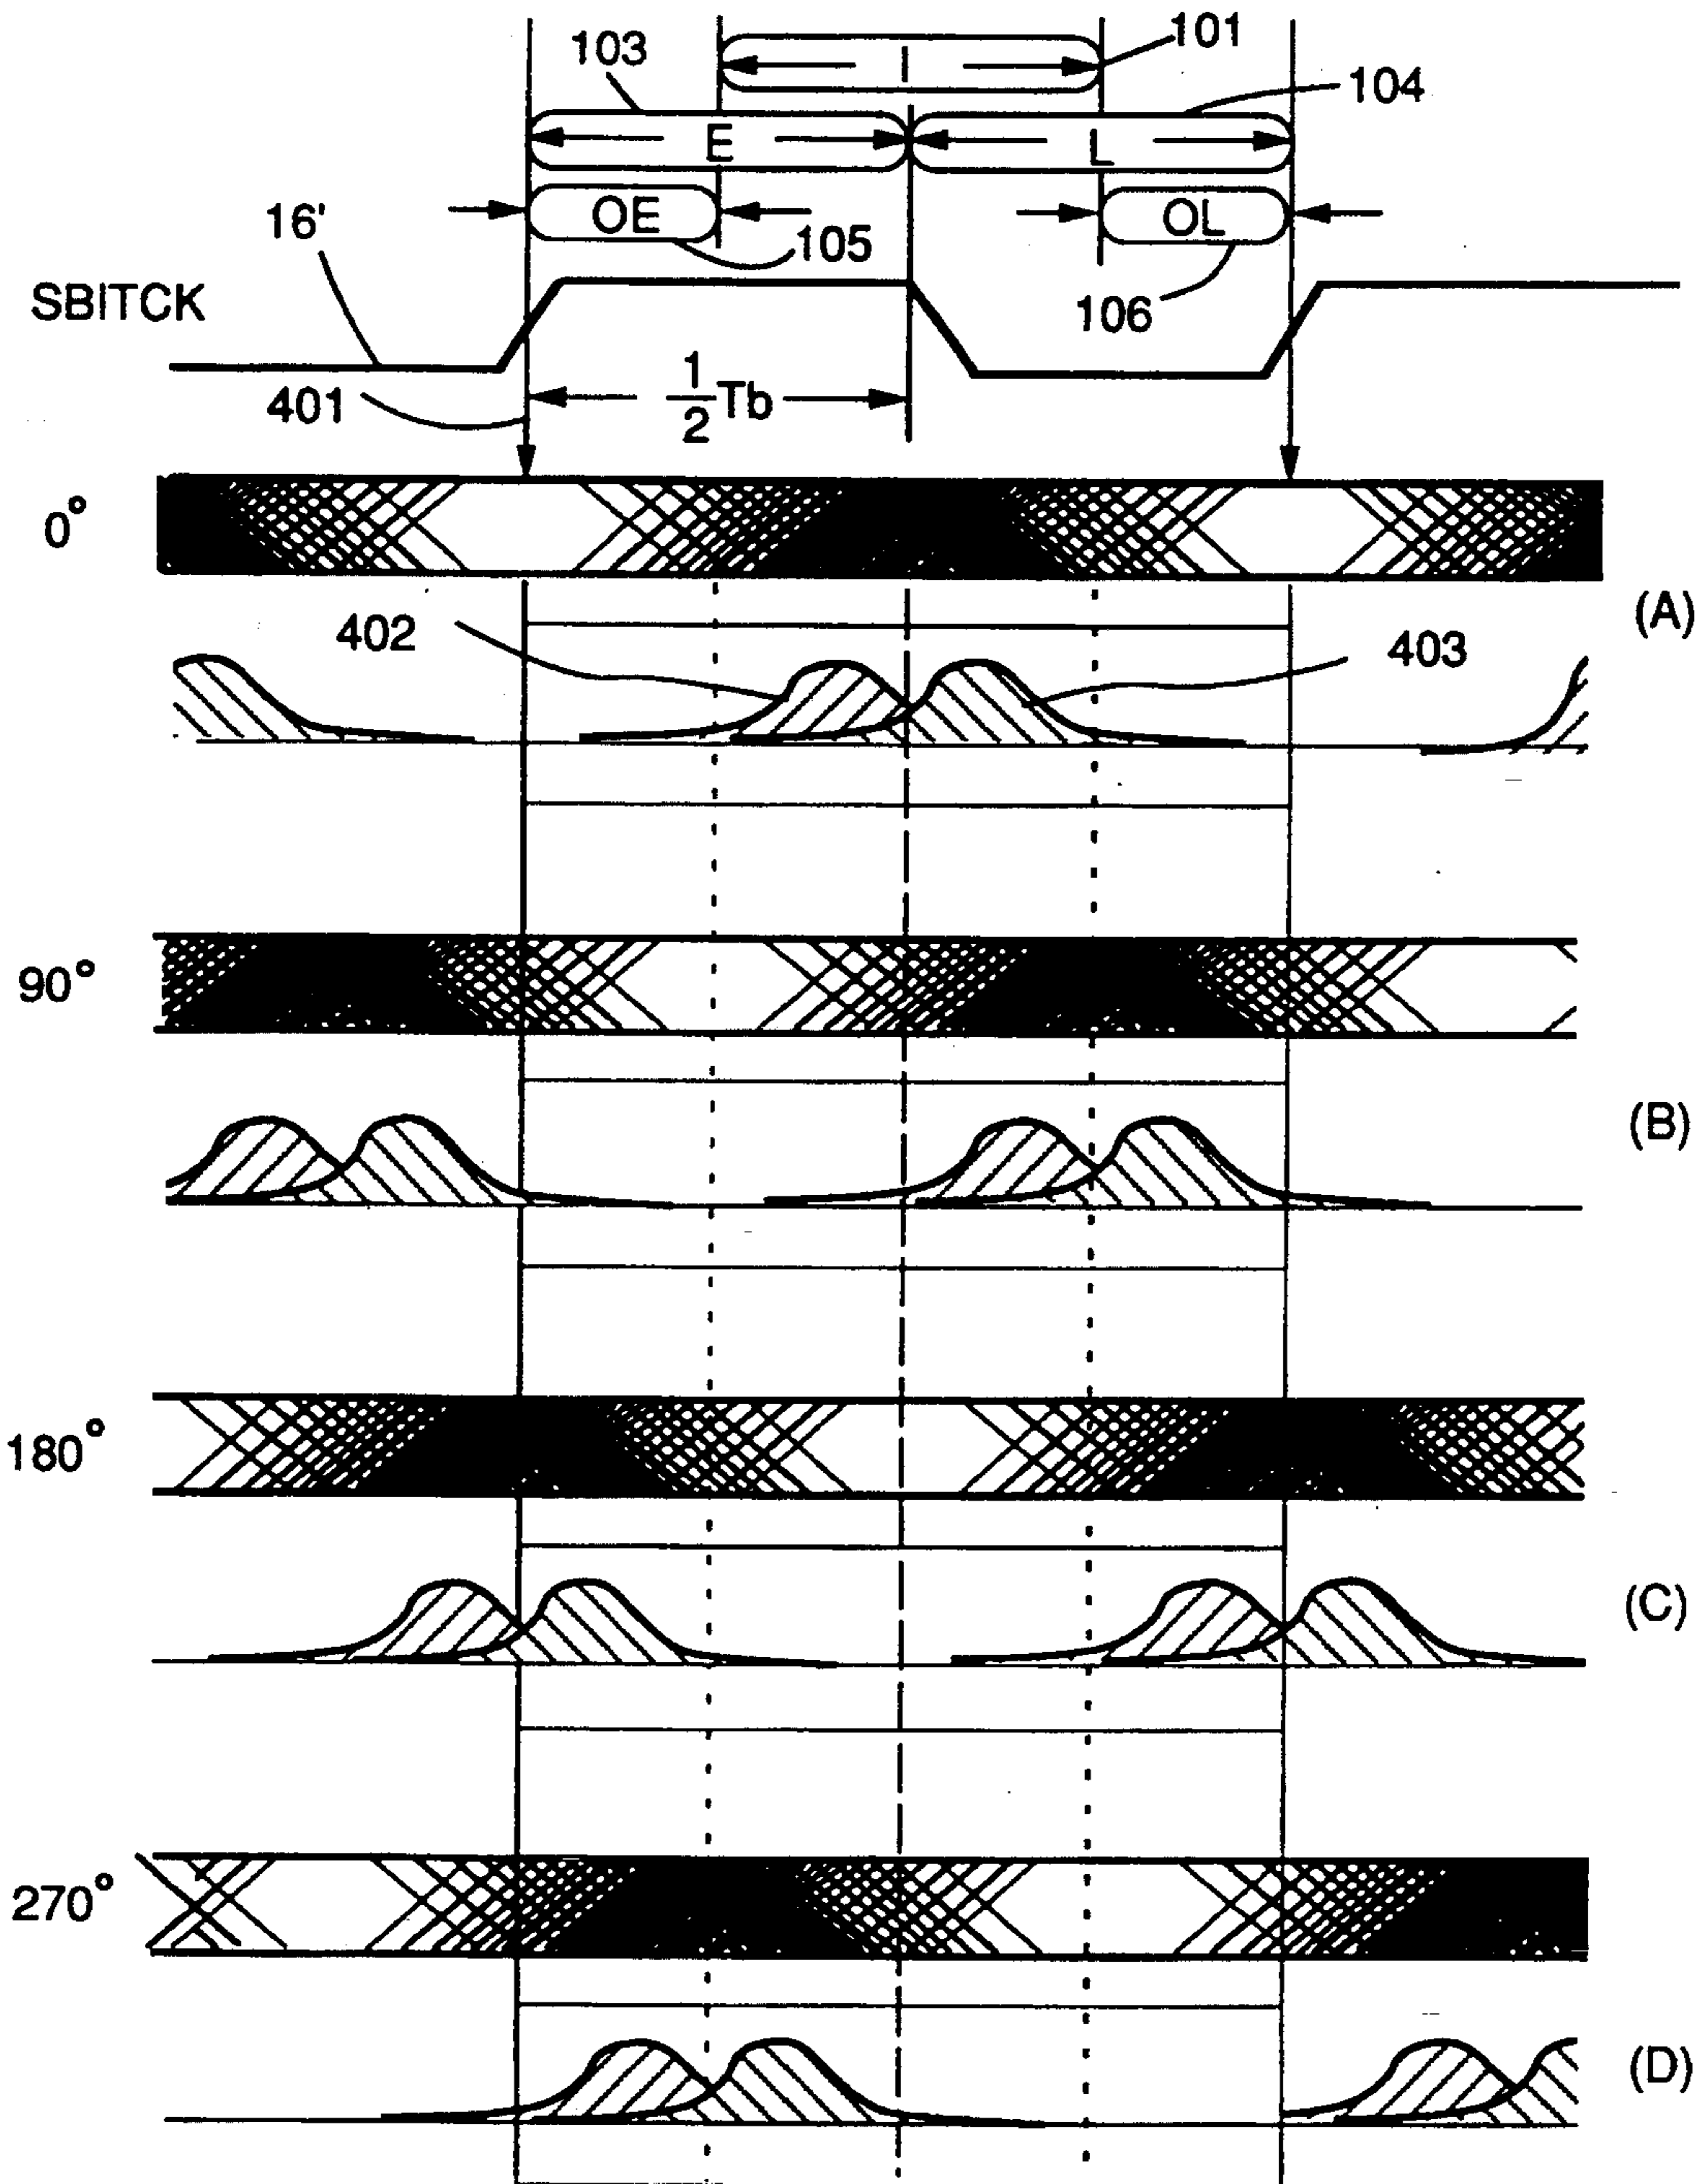 101
103
I
104
E
L
OE
OL
16'
105
106
SBITCK
401
1/2 Tb
0°
(A)
402
403
90°
(B)
180°
(C)
270°
(D)